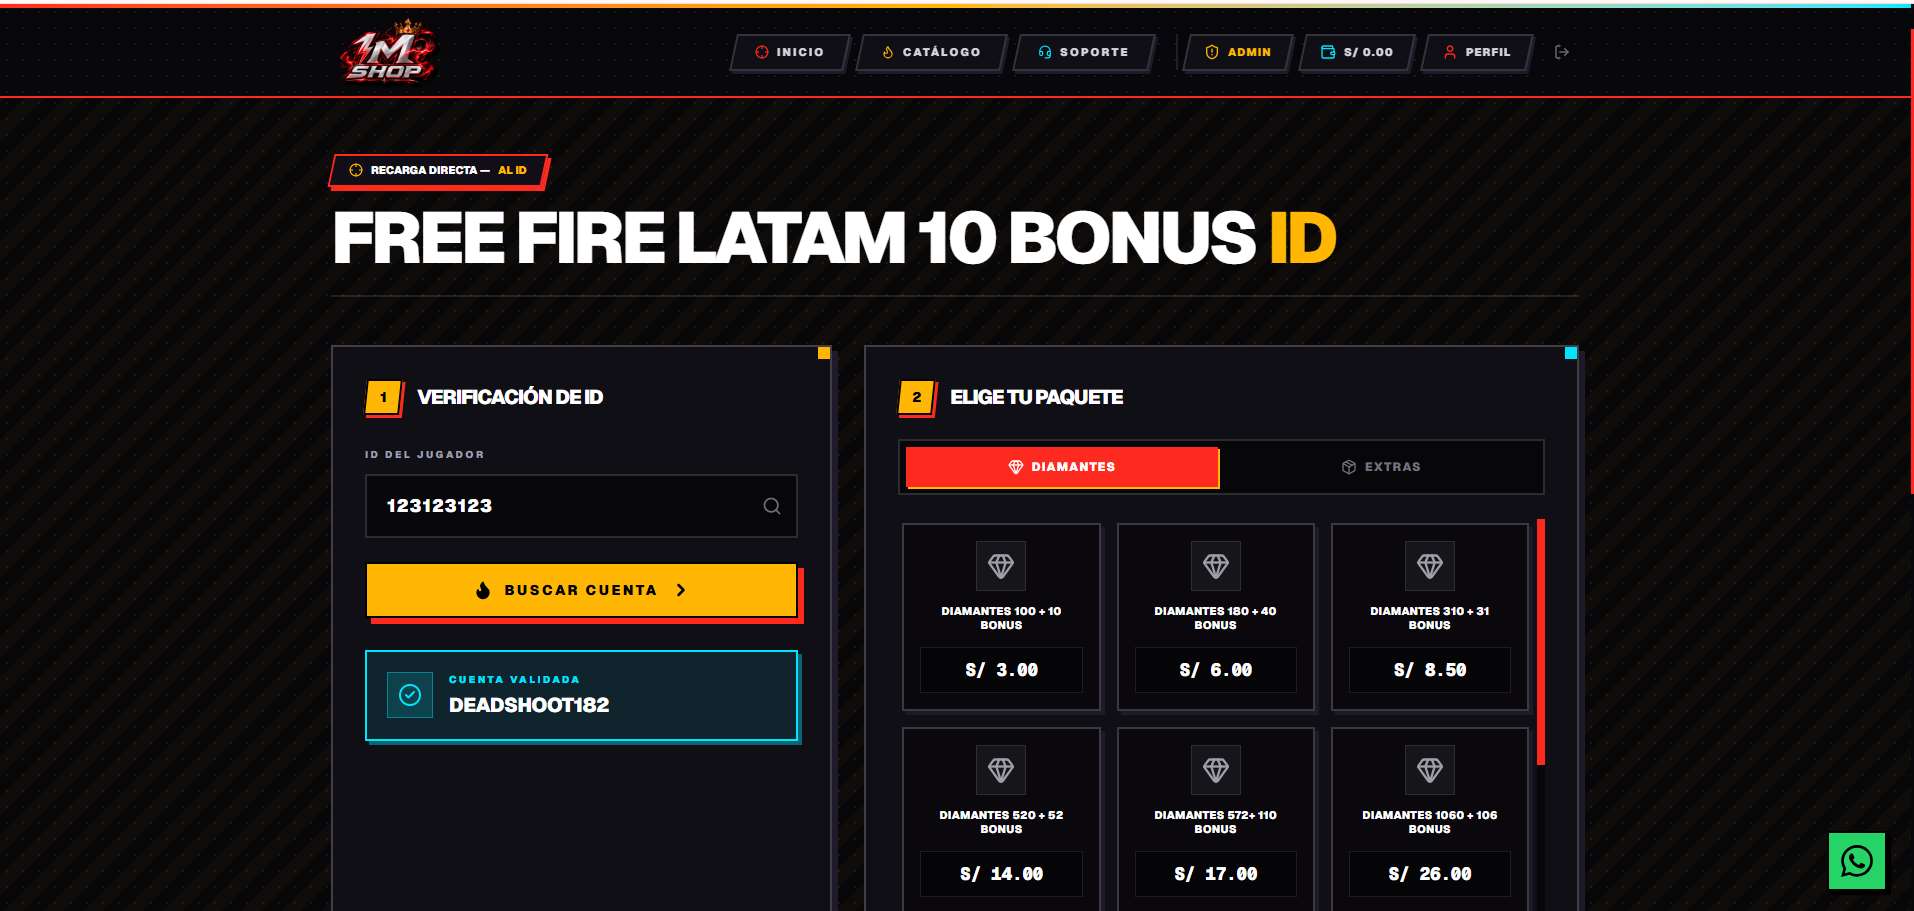 1M
SHOP
INICIO
CATÁLOGO
SOPORTE
ADMIN
S/ 0.00
PERFIL
RECARGA DIRECTA — AL ID
FREE FIRE LATAM 10 BONUS ID
1
VERIFICACIÓN DE ID
ID DEL JUGADOR
123123123
BUSCAR CUENTA
CUENTA VALIDADA
DEADSHOOT182
2
ELIGE TU PAQUETE
DIAMANTES
EXTRAS
DIAMANTES 100 + 10
BONUS
S/ 3.00
DIAMANTES 180 + 40
BONUS
S/ 6.00
DIAMANTES 310 + 31
BONUS
S/ 8.50
DIAMANTES 520 + 52
BONUS
S/ 14.00
DIAMANTES 572+ 110
BONUS
S/ 17.00
DIAMANTES 1060 + 106
BONUS
S/ 26.00